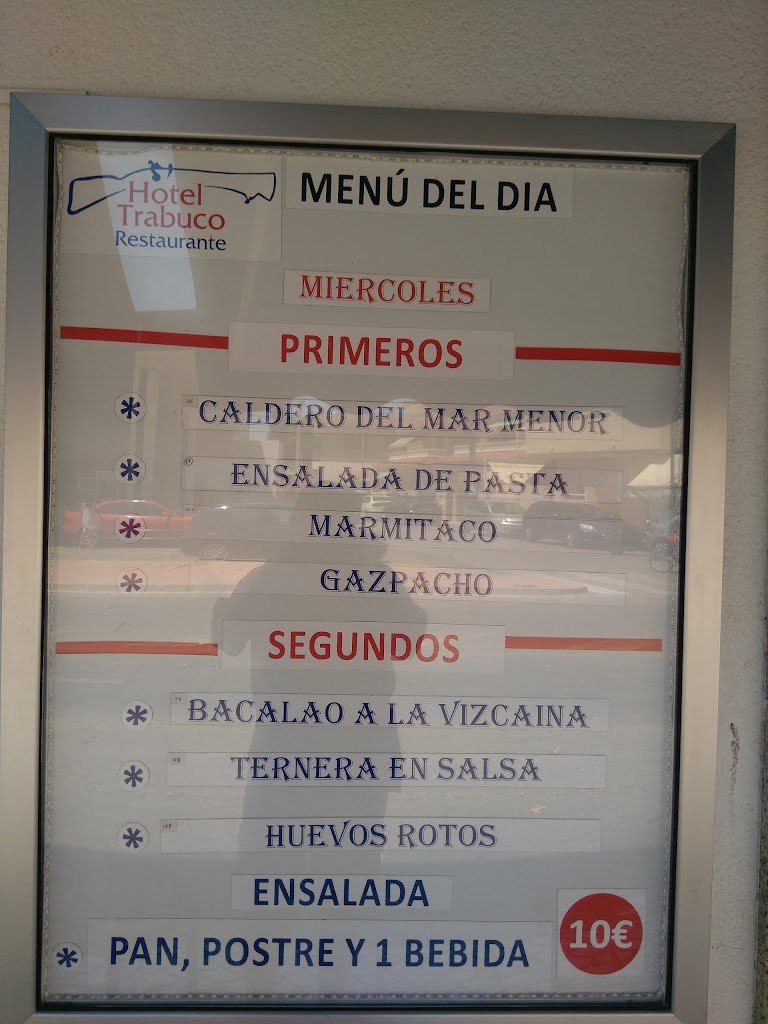 Hotel
Trabuco
Restaurante
MENÚ DEL DIA
MIERCOLES
PRIMEROS
* CALDERO DEL MAR MENOR
* ENSALADA DE PASTA
* MARMITACO
* GAZPACHO
SEGUNDOS
* BACALAO A LA VIZCAINA
* TERNERA EN SALSA
* HUEVOS ROTOS
ENSALADA
* PAN, POSTRE Y 1 BEBIDA
10€